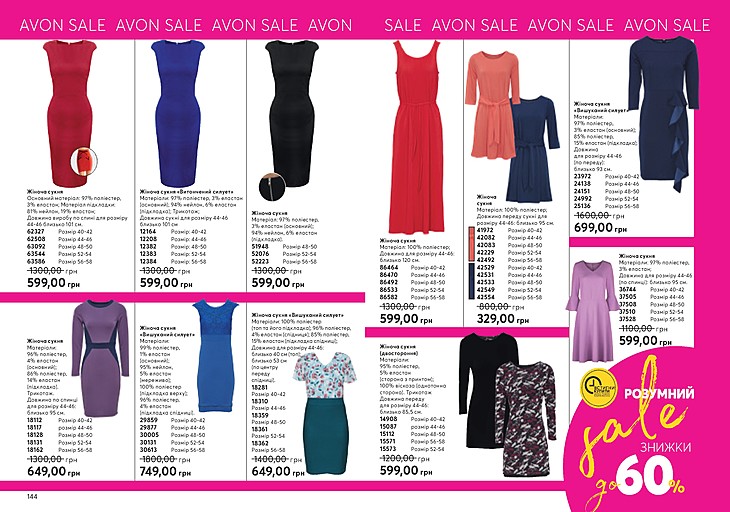 AVON SALE AVON SALE AVON
SALE AVON SALE AVON SALE AVON SALE
Жіноча сукня
Основний матеріал: 97% поліестер,
3% еластон; Матеріал підкладки:
81% нейлон, 19% еластон;
Довжина виробу по спині для розміру
44-46 близько 101 см.
62327 Розмір: 40-42
62508 Розмір: 44-46
63092 Розмір: 48-50
63544 Розмір: 52-54
63586 Розмір: 56-58
1300,00 грн
599,00 грн
Жіноча сукня «Витончений силует»
Матеріали: 97% поліестер, 3% еластон
(основний); 94% нейлон, 6% еластон
(підкладка); Трикотаж;
Довжина сукні для розміру 44-46
близько 101 см
12164 Розмір 40-42
12208 Розмір 44-46
12382 Розмір 48-50
12383 Розмір 52-54
12384 Розмір 56-58
1300,00 грн
599,00 грн
Жіноча сукня
Матеріал: 97% поліестер,
3% еластон (основний);
94% нейлон, 6% еластон
(підкладка).
51948 Розмір 48-50
52076 Розмір 52-54
52223 Розмір 56-58
1300,00 грн
599,00 грн
Жіноча сукня
Матеріал: 100% поліестер;
Довжина для розміру 44-46
близько 120 см.
86464 Розмір 40-42
86470 Розмір 44-46
86492 Розмір 48-50
86533 Розмір 52-54
86582 Розмір 56-58
1300,00 грн
599,00 грн
Жіноча
сукня
Матеріал: 100% поліестер;
Довжина переду сукні для
розміру 44-46: близько 95 см.
41972 Розмір 40-42
42082 Розмір 44-46
42083 Розмір 48-50
42229 Розмір 52-54
42492 Розмір 56-58
42529 Розмір 40-42
42531 Розмір 44-46
42533 Розмір 48-50
42549 Розмір 52-54
42554 Розмір 56-58
800,00 грн
329,00 грн
Жіноча сукня
«Вишуканий силует»
Матеріали:
97% поліестер,
3% еластон (основний);
85% поліестер,
15% еластон (підкладка);
Довжина
для розміру 44-46
(по переду):
близько 93 см.
23972 Розмір 40-42
24138 Розмір 44-46
24151 Розмір 48-50
24992 Розмір 52-54
25136 Розмір 56-58
1600,00 грн
699,00 грн
Жіноча сукня
Матеріали: 97% поліестер,
3% еластон;
Довжина для розміру 44-46
(по спинці): близько 95 см.
36744 Розмір 40-42
37505 Розмір 44-46
37508 Розмір 48-50
37510 Розмір 52-54
37528 Розмір 56-58
1100,00 грн
599,00 грн
Жіноча сукня
Матеріали:
96% поліестер,
4% еластон
(основний);
86% поліестер,
14% еластон
(підкладка).
Трикотаж.
Довжина по спинці
для розміру 44-46:
близько 95 см.
18112 Розмір 40-42
18117 Розмір 44-46
18128 Розмір 48-50
18131 Розмір 52-54
18162 Розмір 56-58
1300,00 грн
649,00 грн
Жіноча сукня
«Вишуканий силует»
Матеріали:
99% поліестер,
1% еластон
(основний);
95% нейлон,
5% еластон
(мереживо);
100% поліестер
(підкладка верху);
96% поліестер,
4% еластон
(підкладка спідниці).
29859 Розмір 40-42
29877 Розмір 44-46
30005 Розмір 48-50
30131 Розмір 52-54
30613 Розмір 56-58
1800,00 грн
749,00 грн
Жіноча сукня «Вишуканий силует»
Матеріали: 100% поліестер
(топ та його підкладка); 96% поліестер,
4% еластон (спідниця); 85% поліестер,
15% еластон (підкладка спідниці).
Довжина для розміру 44-46:
близько 40 см (топ),
близько 53 см
(по центру
переду
спідниці).
18281
Розмір 40-42
18310
Розмір 44-46
18359
Розмір 48-50
18361
Розмір 52-54
18362
Розмір 56-58
1400,00 грн
649,00 грн
Жіноча сукня
(двостороння)
Матеріали:
95% поліестер,
5% еластон
(сторона з принтом);
100% віскоза (однотонна
сторона). Трикотаж
Довжина переду
для розміру 44-46:
близько 85,5 см.
14908 Розмір 40-42
15087 Розмір 44-46
15112 Розмір 48-50
15571 Розмір 52-54
15573 Розмір 56-58
1200,00 грн
599,00 грн
РОЗУМНИЙ
sale
ЗНИЖКИ
до 60%
144